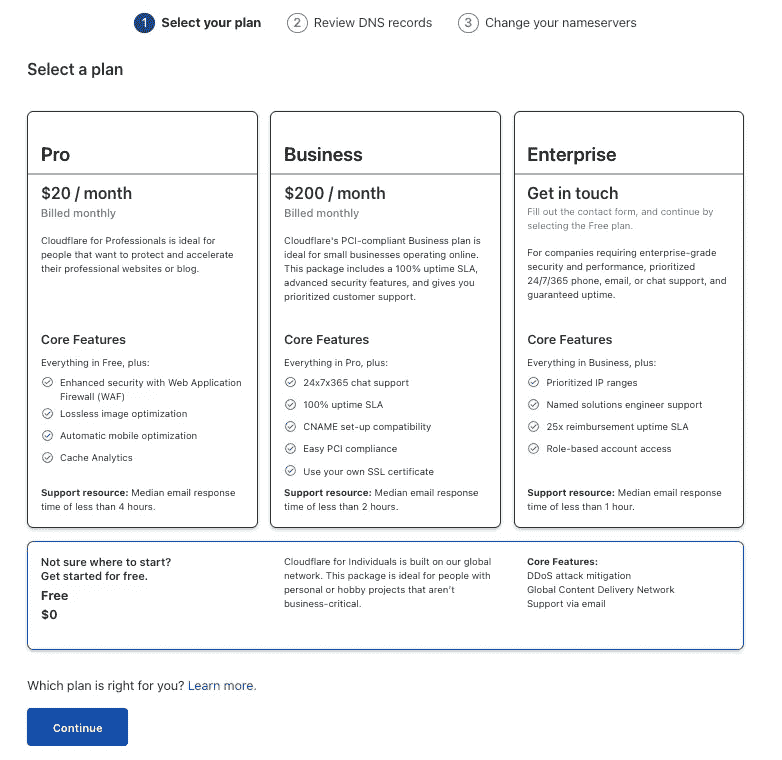 1 Select your plan 2 Review DNS records 3 Change your nameservers
Select a plan
Pro
$20 / month
Billed monthly
Cloudflare for Professionals is ideal for
people that want to protect and accelerate
their professional websites or blog.
Core Features
Everything in Free, plus:
Enhanced security with Web Application
Firewall (WAF)
Lossless image optimization
Automatic mobile optimization
Cache Analytics
Support resource: Median email response
time of less than 4 hours.
Business
$200 / month
Billed monthly
Cloudflare's PCI-compliant Business plan is
ideal for small businesses operating online.
This package includes a 100% uptime SLA,
advanced security features, and gives you
prioritized customer support.
Core Features
Everything in Pro, plus:
24x7x365 chat support
100% uptime SLA
CNAME set-up compatibility
Easy PCI compliance
Use your own SSL certificate
Support resource: Median email response
time of less than 2 hours.
Enterprise
Get in touch
Fill out the contact form, and continue by
selecting the Free plan.
For companies requiring enterprise-grade
security and performance, prioritized
24/7/365 phone, email, or chat support, and
guaranteed uptime.
Core Features
Everything in Business, plus:
Prioritized IP ranges
Named solutions engineer support
25x reimbursement uptime SLA
Role-based account access
Support resource: Median email response
time of less than 1 hour.
Not sure where to start?
Get started for free.
Free
$0
Cloudflare for Individuals is built on our global
network. This package is ideal for people with
personal or hobby projects that aren't
business-critical.
Core Features:
DDoS attack mitigation
Global Content Delivery Network
Support via email
Which plan is right for you? Learn more.
Continue